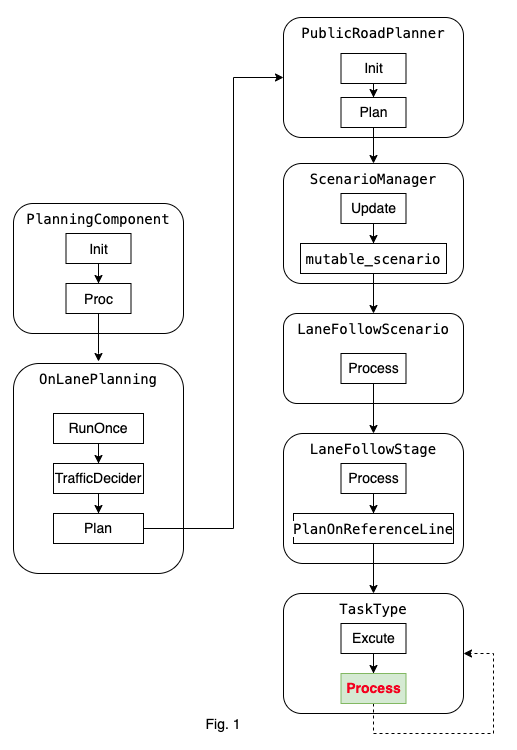 PlanningComponent
Init
Proc
OnLanePlanning
RunOnce
TrafficDecider
Plan
PublicRoadPlanner
Init
Plan
ScenarioManager
Update
mutable_scenario
LaneFollowScenario
Process
LaneFollowStage
Process
PlanOnReferenceLine
TaskType
Excute
Process
Fig. 1